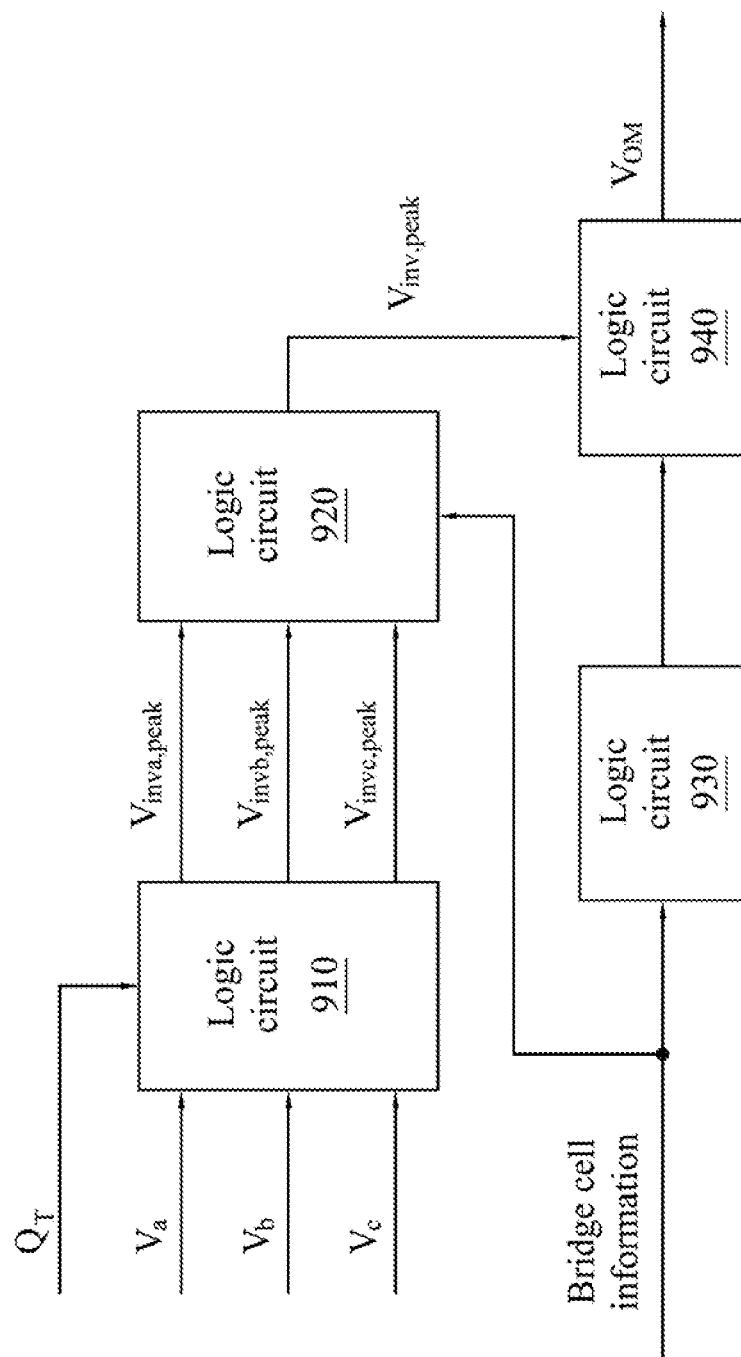 Q_T
V_a
V_b
V_c
Logic
circuit
910
V_inva,peak
V_invb,peak
V_invc,peak
Logic
circuit
920
V_inv,peak
Bridge cell
information
Logic
circuit
930
Logic
circuit
940
V_OM